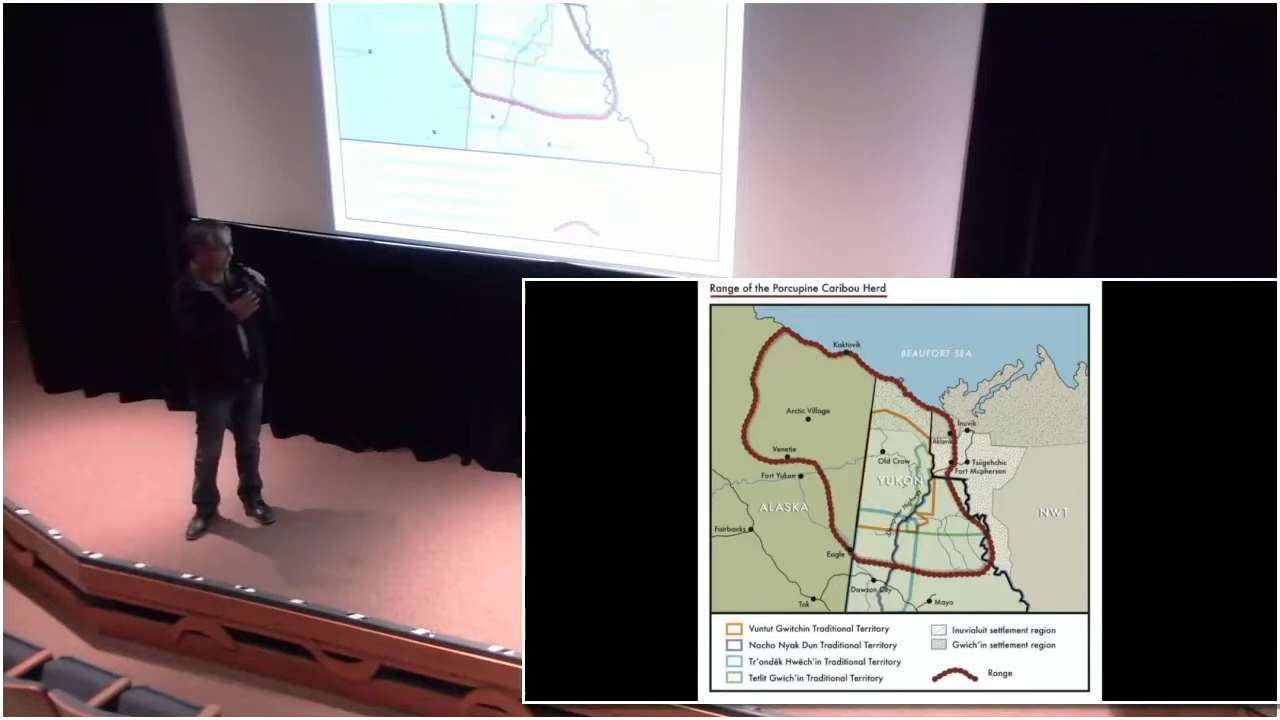 Range of the Porcupine Caribou Herd
Kaktovik
BEAUFORT SEA
Arctic Village
Inuvik
Aklavik
Venetie
Old Crow
Tsiigehchic
Fort Mcpherson
Fort Yukon
YUKON
ALASKA
NWT
Dempster Highway
Fairbanks
Eagle
Dawson City
Tok
Mayo
Vuntut Gwitchin Traditional Territory
Nacho Nyak Dun Traditional Territory
Tr'ondëk Hwëch'in Traditional Territory
Tetlit Gwich'in Traditional Territory
Inuvialuit settlement region
Gwich'in settlement region
Range